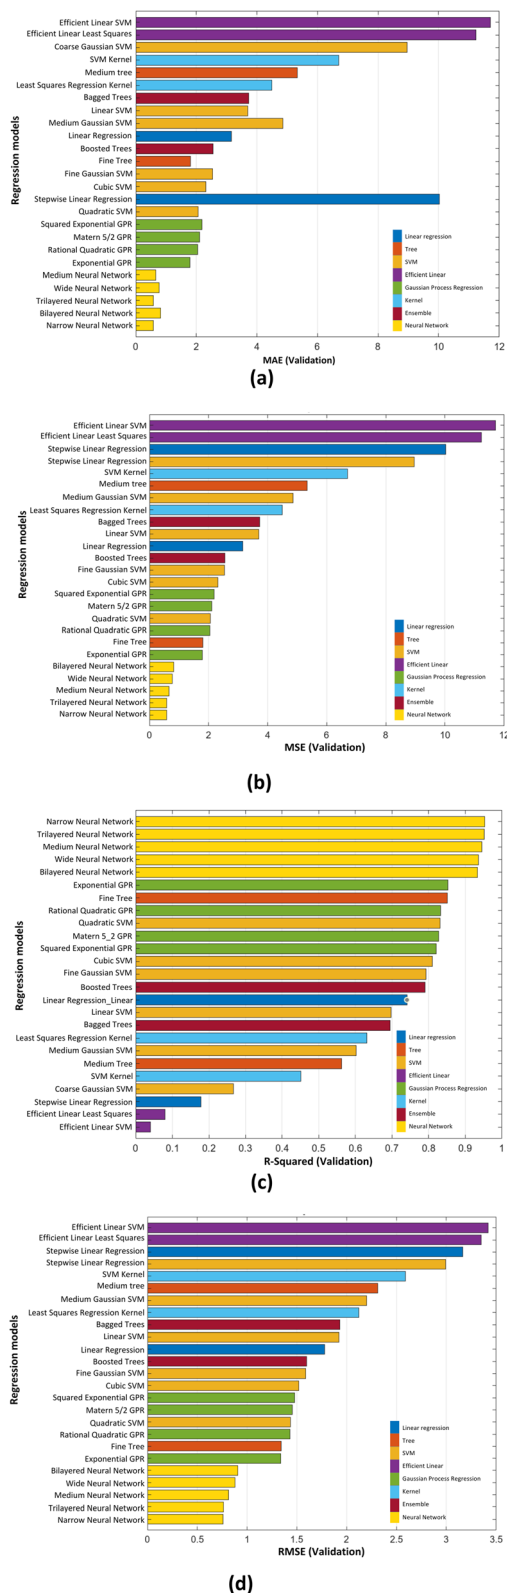 Regression models
Efficient Linear SVM
Efficient Linear Least Squares
Coarse Gaussian SVM
SVM Kernel
Medium tree
Least Squares Regression Kernel
Bagged Trees
Linear SVM
Medium Gaussian SVM
Linear Regression
Boosted Trees
Fine Tree
Fine Gaussian SVM
Cubic SVM
Stepwise Linear Regression
Quadratic SVM
Squared Exponential GPR
Matern 5/2 GPR
Rational Quadratic GPR
Exponential GPR
Medium Neural Network
Wide Neural Network
Trilayered Neural Network
Bilayered Neural Network
Narrow Neural Network
Linear regression
Tree
SVM
Efficient Linear
Gaussian Process Regression
Kernel
Ensemble
Neural Network
0 2 4 6 8 10 12
MAE (Validation)
(a)
Regression models
Efficient Linear SVM
Efficient Linear Least Squares
Stepwise Linear Regression
Stepwise Linear Regression
SVM Kernel
Medium tree
Medium Gaussian SVM
Least Squares Regression Kernel
Bagged Trees
Linear SVM
Linear Regression
Boosted Trees
Fine Gaussian SVM
Cubic SVM
Squared Exponential GPR
Matern 5/2 GPR
Quadratic SVM
Rational Quadratic GPR
Fine Tree
Exponential GPR
Bilayered Neural Network
Wide Neural Network
Medium Neural Network
Trilayered Neural Network
Narrow Neural Network
Linear regression
Tree
SVM
Efficient Linear
Gaussian Process Regression
Kernel
Ensemble
Neural Network
0 2 4 6 8 10 12
MSE (Validation)
(b)
Regression models
Narrow Neural Network
Trilayered Neural Network
Medium Neural Network
Wide Neural Network
Bilayered Neural Network
Exponential GPR
Fine Tree
Rational Quadratic GPR
Quadratic SVM
Matern 5_2 GPR
Squared Exponential GPR
Cubic SVM
Fine Gaussian SVM
Boosted Trees
Linear Regression_Linear
Linear SVM
Bagged Trees
Least Squares Regression Kernel
Medium Gaussian SVM
Medium Tree
SVM Kernel
Coarse Gaussian SVM
Stepwise Linear Regression
Efficient Linear Least Squares
Efficient Linear SVM
Linear regression
Tree
SVM
Efficient Linear
Gaussian Process Regression
Kernel
Ensemble
Neural Network
0 0.1 0.2 0.3 0.4 0.5 0.6 0.7 0.8 0.9 1
R-Squared (Validation)
(c)
Regression models
Efficient Linear SVM
Efficient Linear Least Squares
Stepwise Linear Regression
Stepwise Linear Regression
SVM Kernel
Medium tree
Medium Gaussian SVM
Least Squares Regression Kernel
Bagged Trees
Linear SVM
Linear Regression
Boosted Trees
Fine Gaussian SVM
Cubic SVM
Squared Exponential GPR
Matern 5/2 GPR
Quadratic SVM
Rational Quadratic GPR
Fine Tree
Exponential GPR
Bilayered Neural Network
Wide Neural Network
Medium Neural Network
Trilayered Neural Network
Narrow Neural Network
Linear regression
Tree
SVM
Efficient Linear
Gaussian Process Regression
Kernel
Ensemble
Neural Network
0 0.5 1 1.5 2 2.5 3 3.5
RMSE (Validation)
(d)